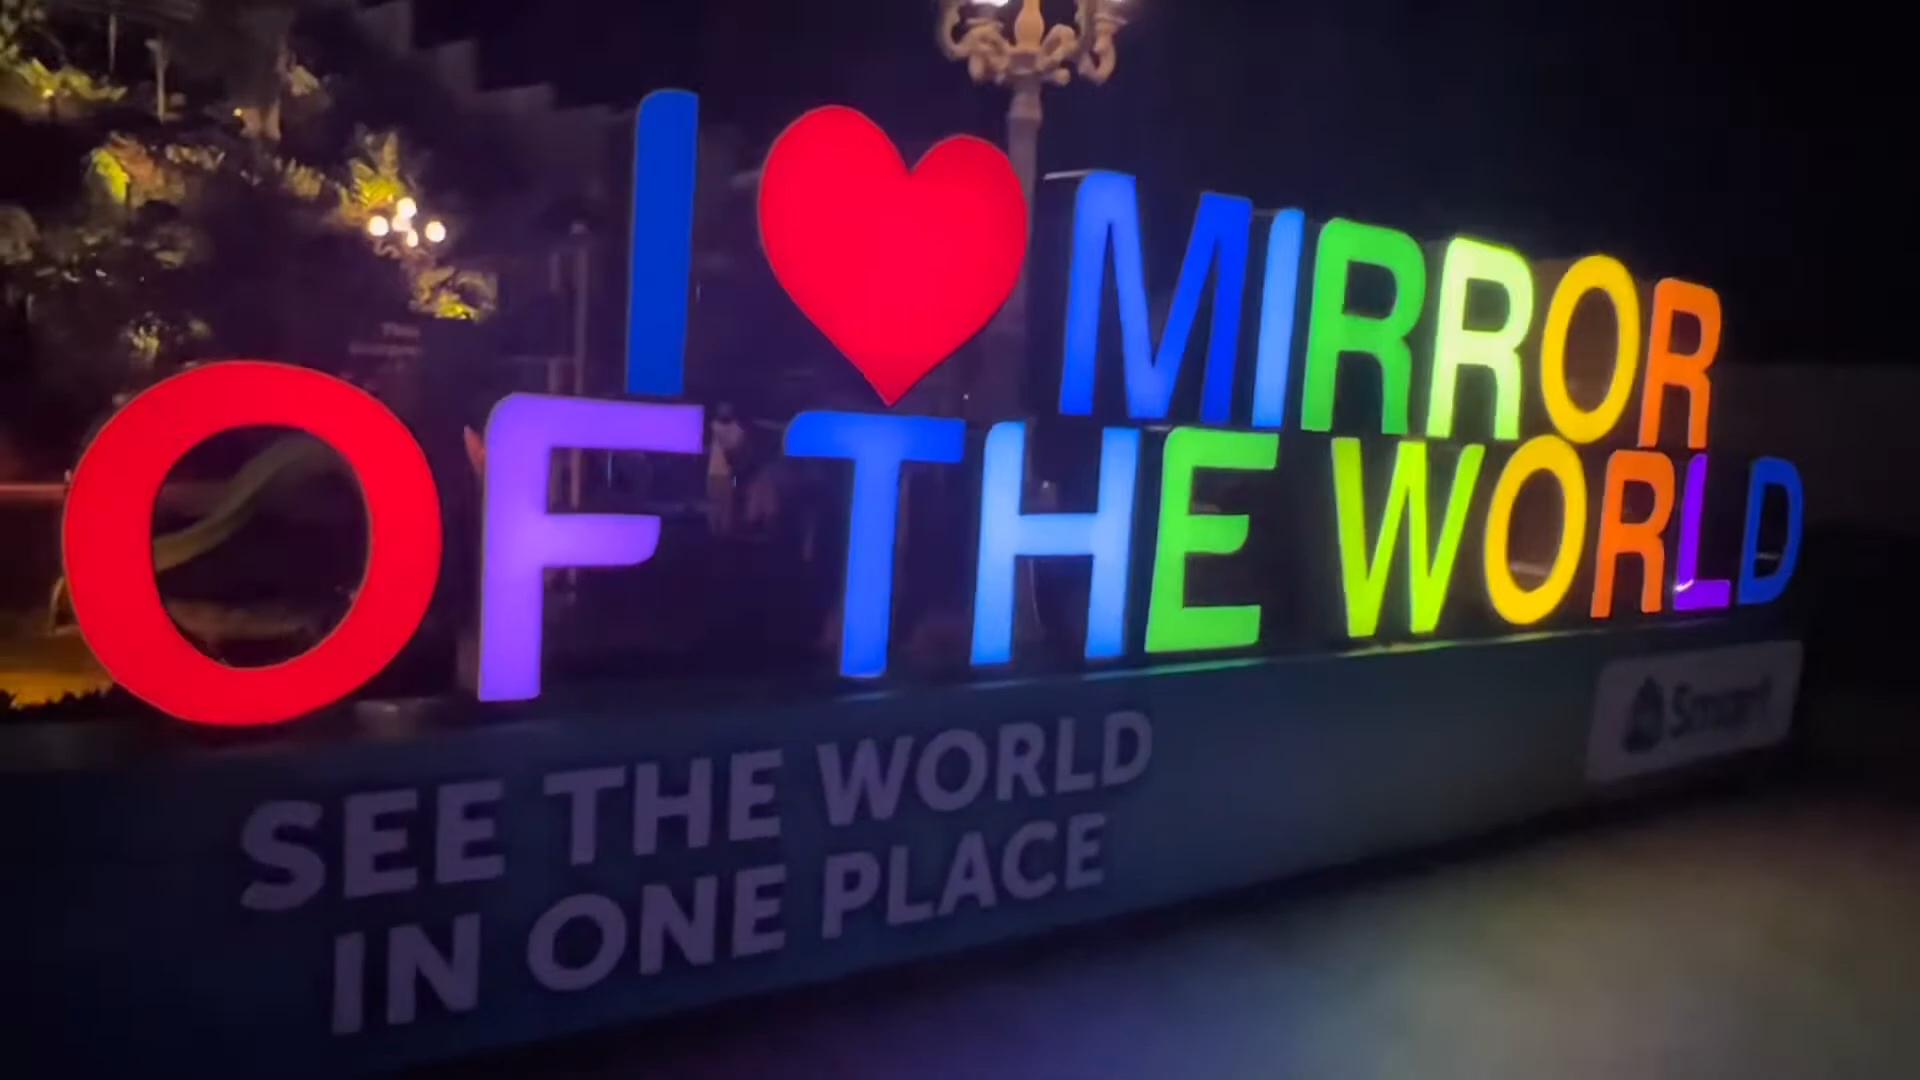 I ❤ MIRROR
OF THE WORLD
SEE THE WORLD
IN ONE PLACE
Smart